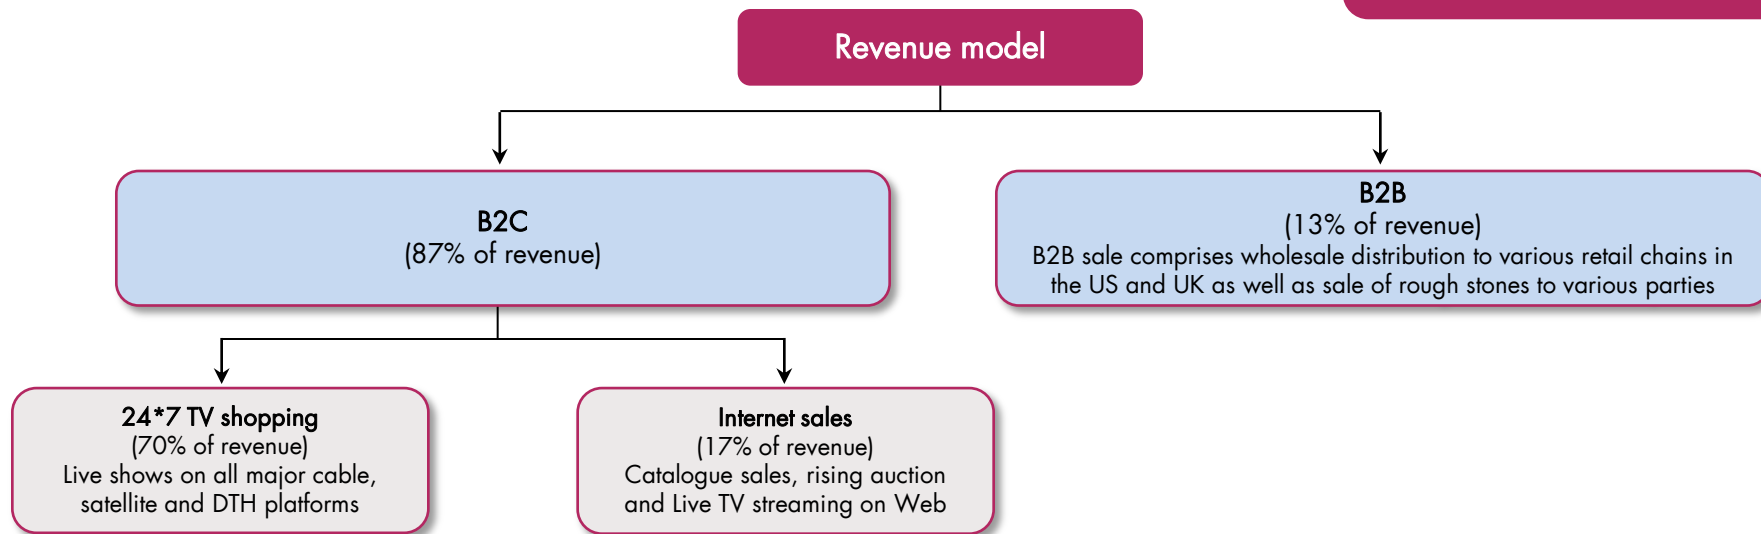 Revenue model
B2C
(87% of revenue)
B2B
(13% of revenue)
B2B sale comprises wholesale distribution to various retail chains in
the US and UK as well as sale of rough stones to various parties
24*7 TV shopping
(70% of revenue)
Live shows on all major cable,
satellite and DTH platforms
Internet sales
(17% of revenue)
Catalogue sales, rising auction
and Live TV streaming on Web